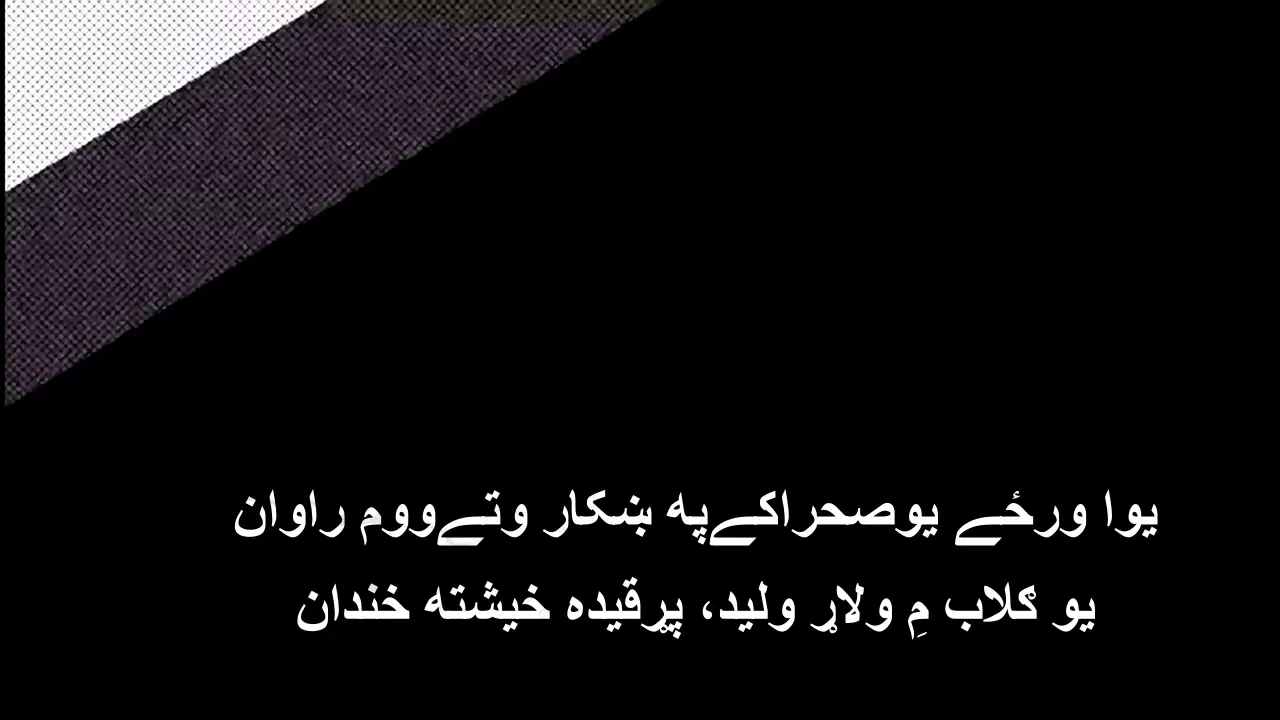 یوا ورځے یوصحراکےپه ښکار وتےووم راوان
یو ګلاب مِ ولاړ ولید، پړقیده خیشته خندان